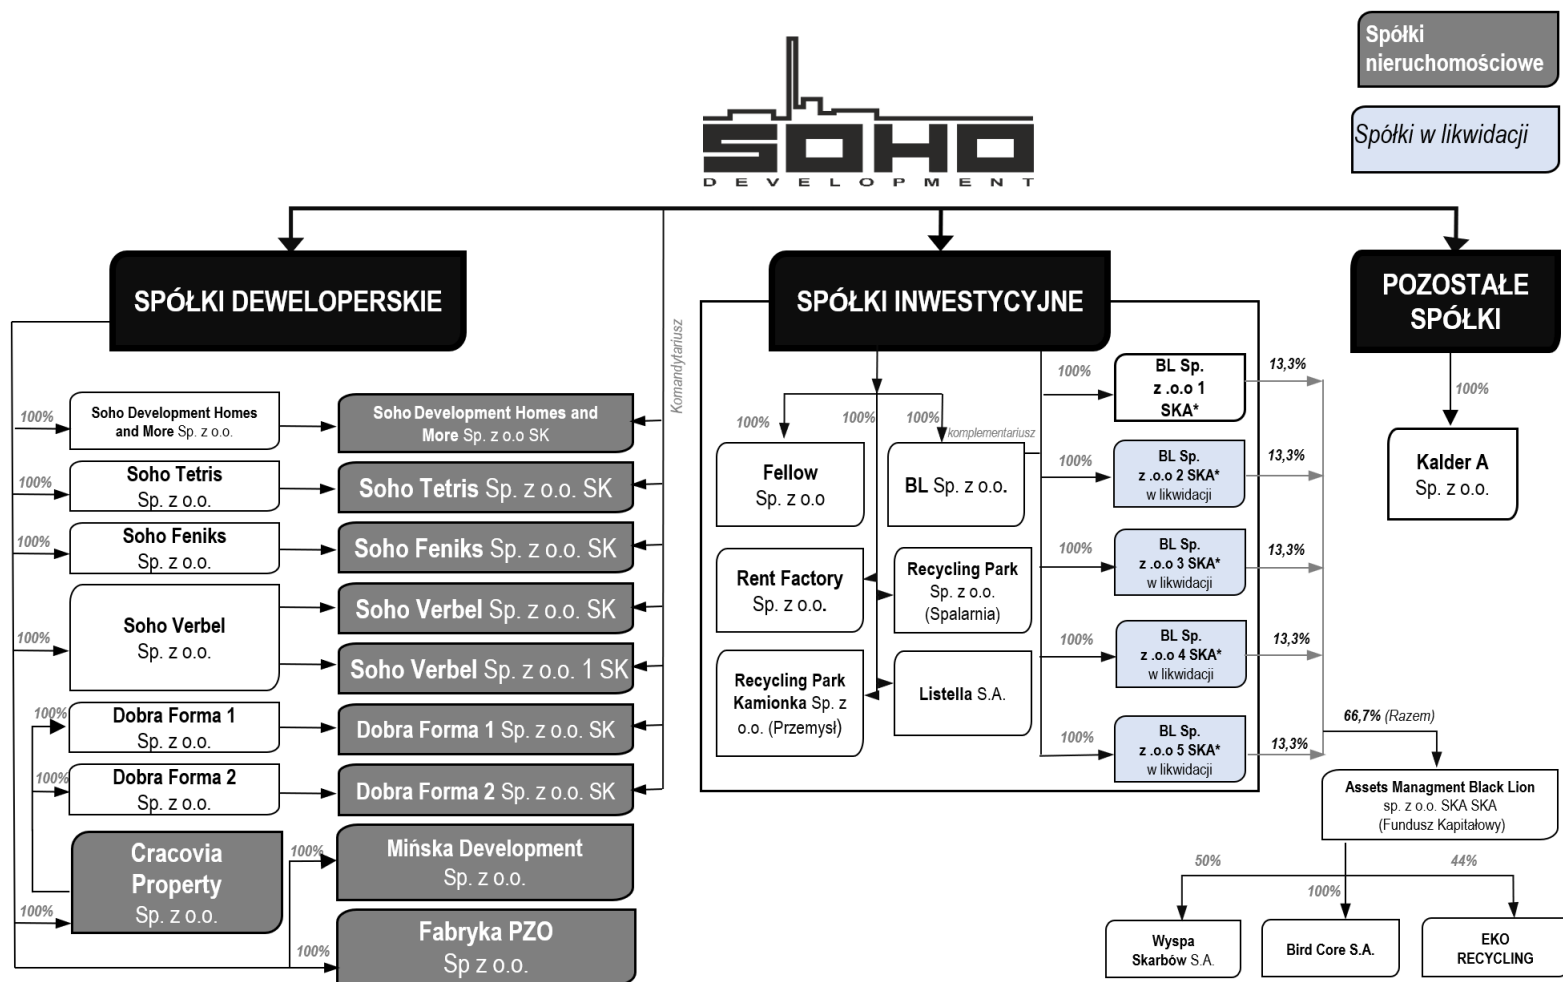 Spółki
nieruchomościowe
Spółki w likwidacji
SOHO
DEVELOPMENT
SPÓŁKI DEWELOPERSKIE
Komandytariusz
100%
Soho Development Homes
and More Sp. z o.o.
Soho Development Homes and
More Sp. z o.o SK
100%
Soho Tetris
Sp. z o.o.
Soho Tetris Sp. z o.o. SK
100%
Soho Feniks
Sp. z o.o.
Soho Feniks Sp. z o.o. SK
100%
Soho Verbel
Sp. z o.o.
Soho Verbel Sp. z o.o. SK
Soho Verbel Sp. z o.o. 1 SK
100%
Dobra Forma 1
Sp. z o.o.
Dobra Forma 1 Sp. z o.o. SK
100%
Dobra Forma 2
Sp. z o.o.
Dobra Forma 2 Sp. z o.o. SK
100%
Cracovia
Property
Sp. z o.o.
100%
Mińska Development
Sp. z o.o.
100%
Fabryka PZO
Sp z o.o.
SPÓŁKI INWESTYCYJNE
100%
100%
100%
komplementariusz
Fellow
Sp. z o.o
BL Sp. z o.o.
Rent Factory
Sp. z o.o.
Recycling Park
Sp. z o.o.
(Spalarnia)
Recycling Park
Kamionka Sp. z
o.o. (Przemysł)
Listella S.A.
100%
BL Sp.
z .o.o 1
SKA*
13,3%
100%
BL Sp.
z .o.o 2 SKA*
w likwidacji
13,3%
100%
BL Sp.
z .o.o 3 SKA*
w likwidacji
13,3%
100%
BL Sp.
z .o.o 4 SKA*
w likwidacji
13,3%
100%
BL Sp.
z .o.o 5 SKA*
w likwidacji
13,3%
POZOSTAŁE
SPÓŁKI
100%
Kalder A
Sp. z o.o.
66,7% (Razem)
Assets Managment Black Lion
sp. z o.o. SKA SKA
(Fundusz Kapitałowy)
50%
100%
44%
Wyspa
Skarbów S.A.
Bird Core S.A.
EKO
RECYCLING